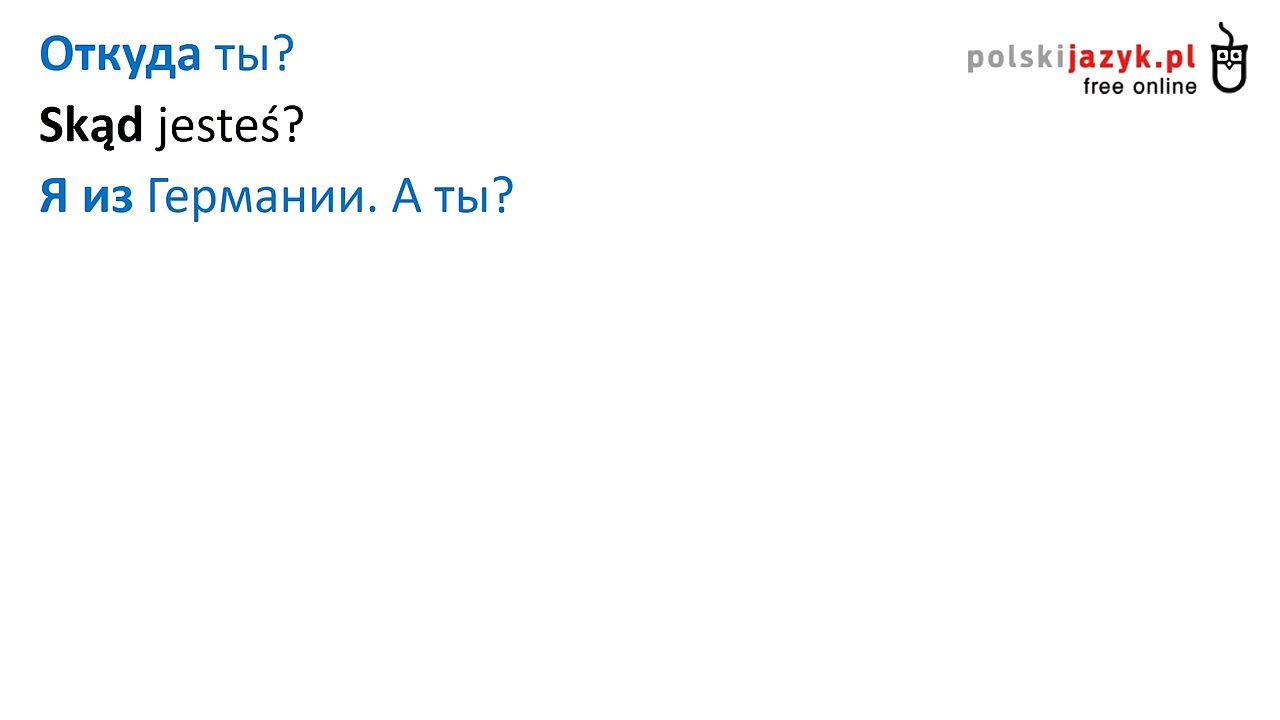 Откуда ты?
polskijazyk.pl
free online
Skąd jesteś?
Я из Германии. А ты?